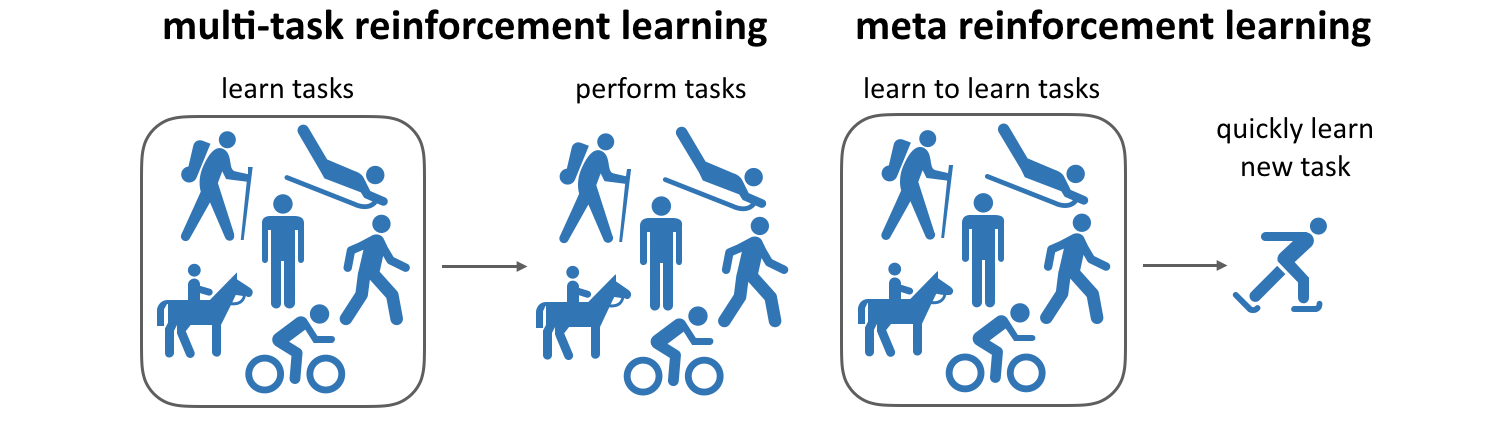 multi-task reinforcement learning
learn tasks
perform tasks
meta reinforcement learning
learn to learn tasks
quickly learn
new task